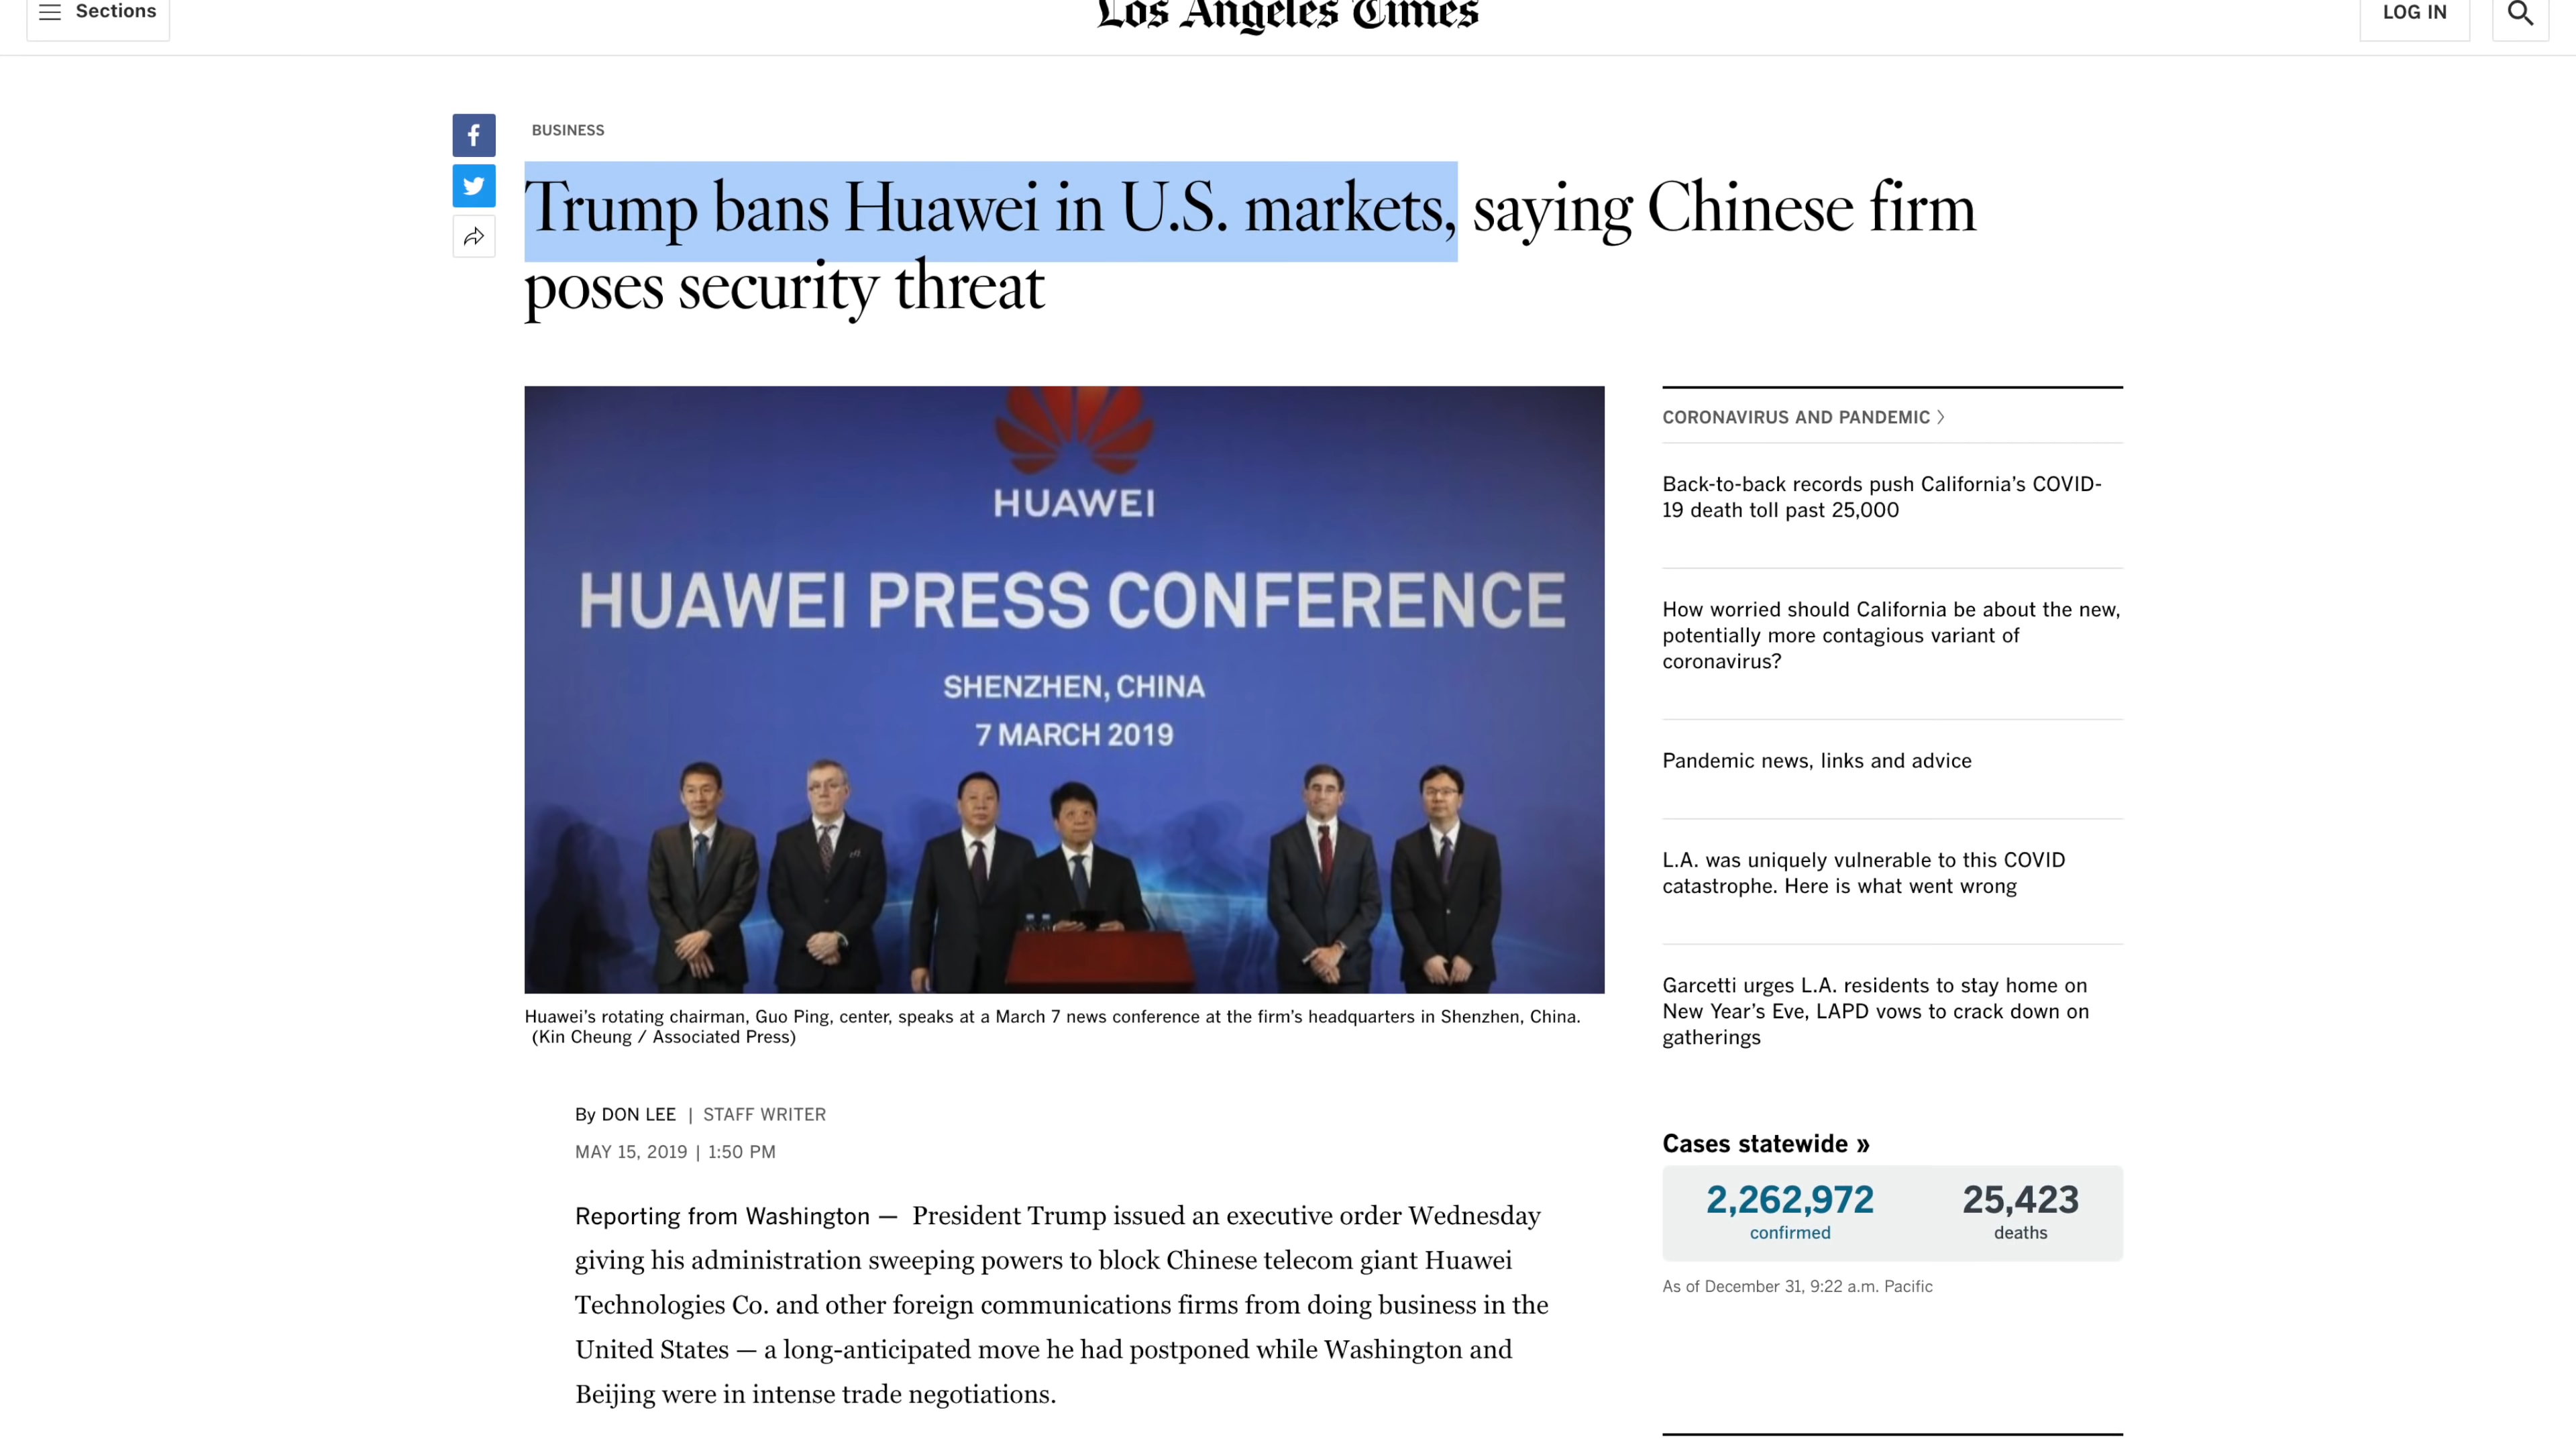 Sections
Los Angeles Times
LOG IN
BUSINESS
Trump bans Huawei in U.S. markets, saying Chinese firm
poses security threat
HUAWEI
HUAWEI PRESS CONFERENCE
SHENZHEN, CHINA
7 MARCH 2019
Huawei’s rotating chairman, Guo Ping, center, speaks at a March 7 news conference at the firm’s headquarters in Shenzhen, China.
(Kin Cheung / Associated Press)
By DON LEE | STAFF WRITER
MAY 15, 2019 | 1:50 PM
Reporting from Washington — President Trump issued an executive order Wednesday
giving his administration sweeping powers to block Chinese telecom giant Huawei
Technologies Co. and other foreign communications firms from doing business in the
United States — a long-anticipated move he had postponed while Washington and
Beijing were in intense trade negotiations.
CORONAVIRUS AND PANDEMIC >
Back-to-back records push California’s COVID-
19 death toll past 25,000
How worried should California be about the new,
potentially more contagious variant of
coronavirus?
Pandemic news, links and advice
L.A. was uniquely vulnerable to this COVID
catastrophe. Here is what went wrong
Garcetti urges L.A. residents to stay home on
New Year’s Eve, LAPD vows to crack down on
gatherings
Cases statewide »
2,262,972 25,423
confirmed deaths
As of December 31, 9:22 a.m. Pacific